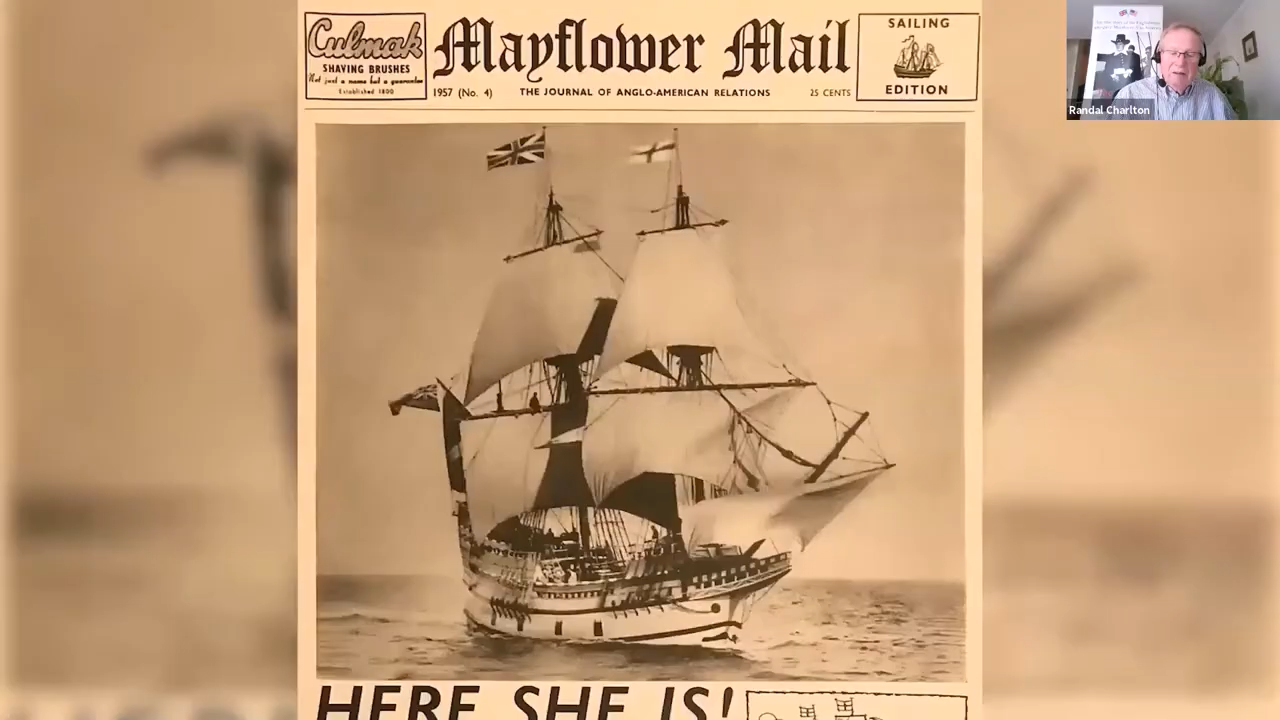 Culmak
SHAVING BRUSHES
Not just a name but a guarantee
Established 1800
Mayflower Mail
1957 (No. 4)
THE JOURNAL OF ANGLO-AMERICAN RELATIONS
25 CENTS
SAILING
EDITION
HERE SHE IS!
Randal Charlton